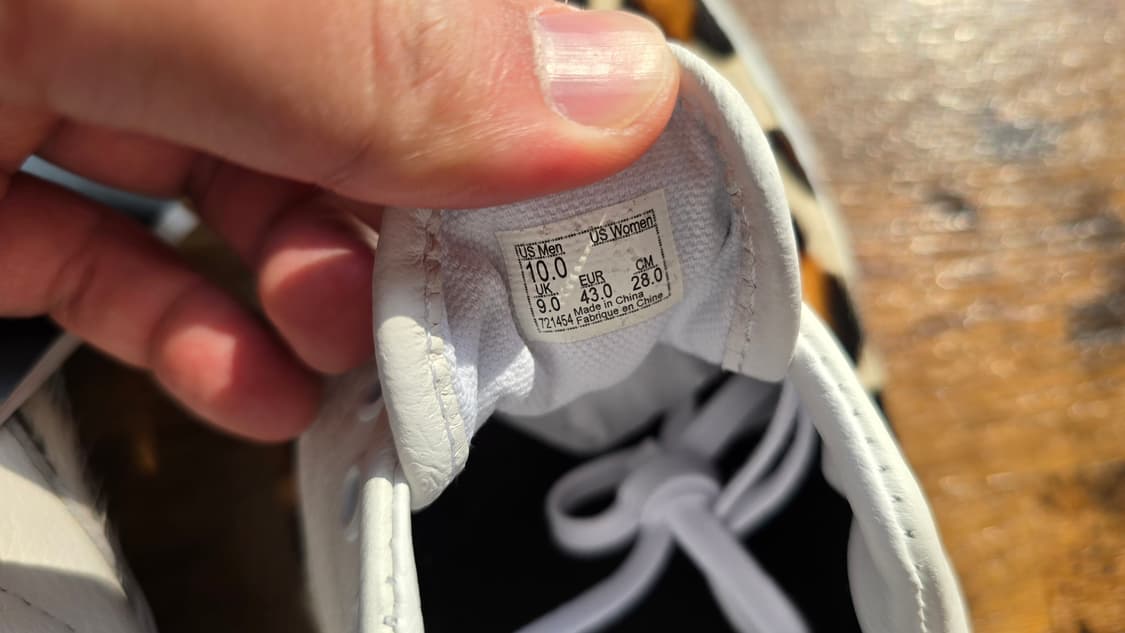 US Men US Women
10.0
UK EUR CM
9.0 43.0 28.0
Made in China
721454 Fabrique en Chine